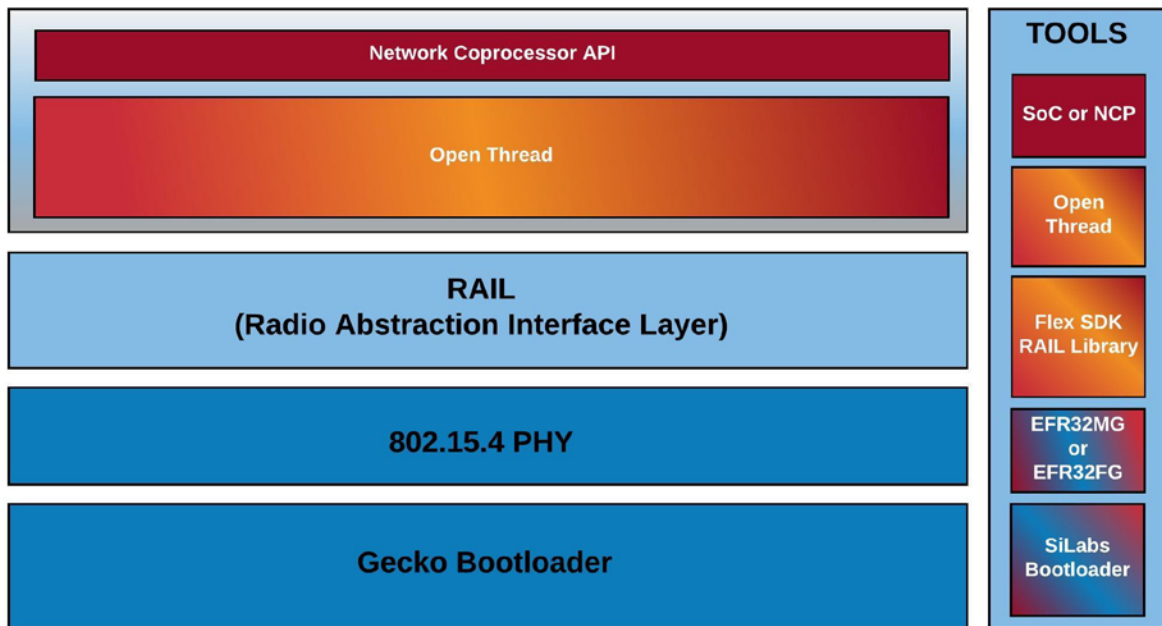 Network Coprocessor API
Open Thread
RAIL
(Radio Abstraction Interface Layer)
802.15.4 PHY
Gecko Bootloader
TOOLS
SoC or NCP
Open
Thread
Flex SDK
RAIL Library
EFR32MG
or
EFR32FG
SiLabs
Bootloader